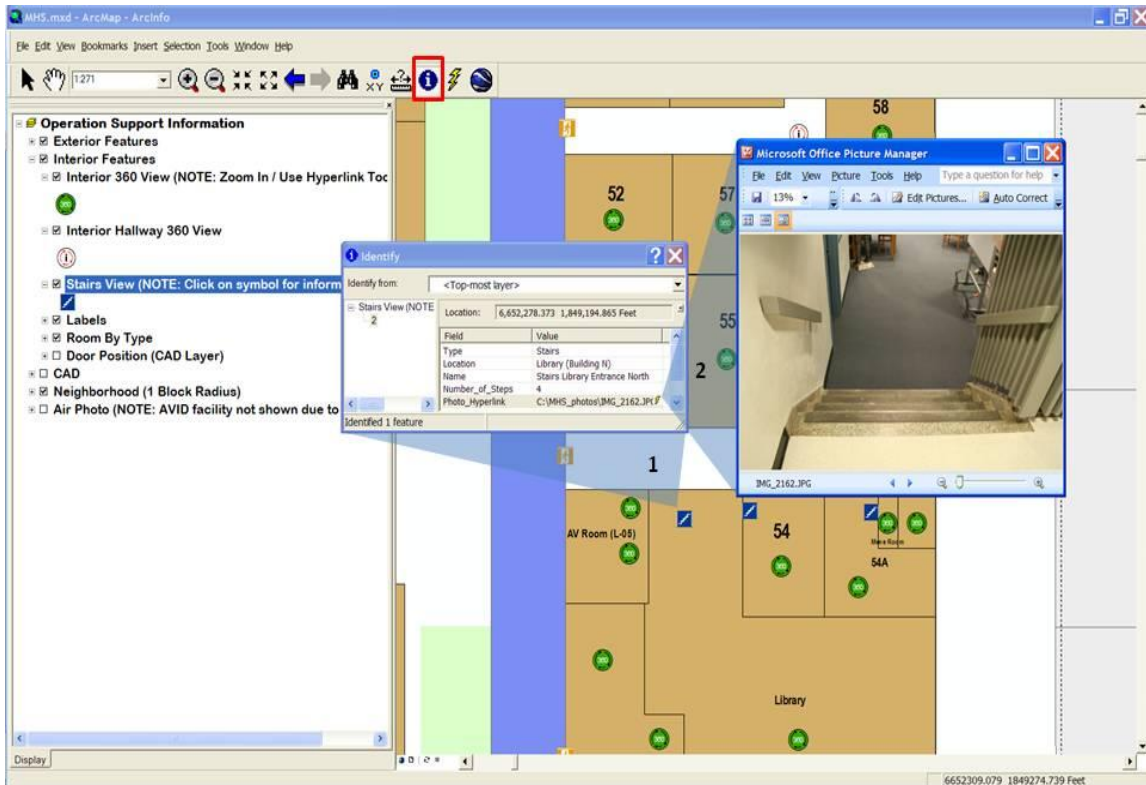 MHS.mxd - ArcMap - ArcInfo
File Edit View Bookmarks Insert Selection Tools Window Help
1:271
XY
Operation Support Information
Exterior Features
Interior Features
Interior 360 View (NOTE: Zoom In / Use Hyperlink Too
360
Interior Hallway 360 View
Stairs View (NOTE: Click on symbol for inform
Labels
Room By Type
Door Position (CAD Layer)
CAD
Neighborhood (1 Block Radius)
Air Photo (NOTE: AVID facility not shown due to
Display
58
52
57
55
2
1
AV Room (L-05)
54
54A
Library
Identify
Identify from:
<Top-most layer>
Stairs View (NOTE
2
Location:
6,652,278.373 1,849,194.865 Feet
Field Value
Type Stairs
Location Library (Building N)
Name Stairs Library Entrance North
Number_of_Steps 4
Photo_Hyperlink C:\MHS_photos\IMG_2162.JPG
Identified 1 feature
Microsoft Office Picture Manager
File Edit View Picture Tools Help
Type a question for help
13%
Edit Pictures...
Auto Correct
IMG_2162.JPG
6652309.079 1849274.739 Feet